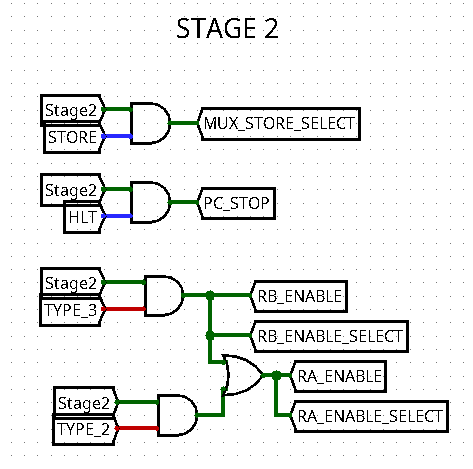 STAGE 2
Stage2
STORE
MUX_STORE_SELECT
Stage2
HLT
PC_STOP
Stage2
TYPE_3
RB_ENABLE
RB_ENABLE_SELECT
RA_ENABLE
RA_ENABLE_SELECT
Stage2
TYPE_2